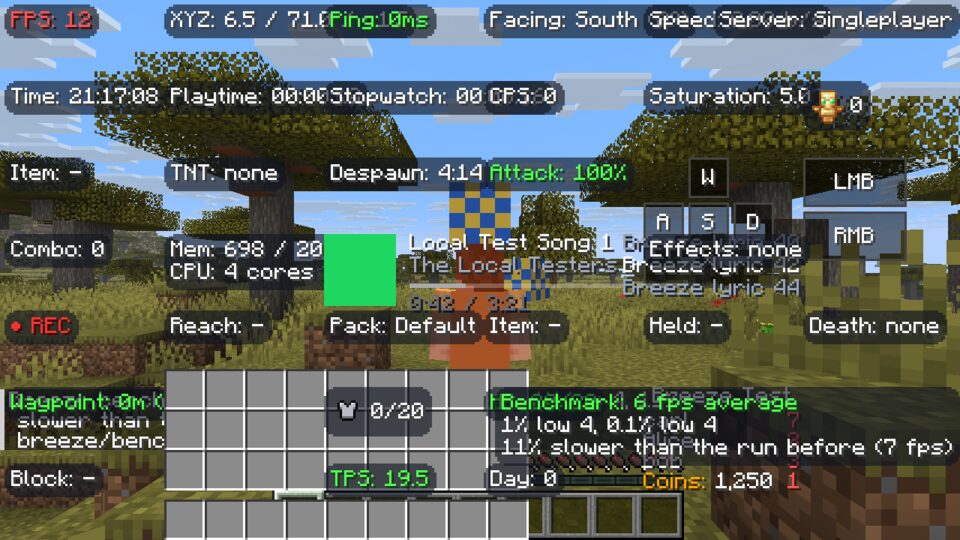 FPS: 12
XYZ: 6.5 / 71.
Ping: 0ms
Facing: South
Speed
Server: Singleplayer
Time: 21:17:08
Playtime: 00:00
Stopwatch: 00
CPS: 0
Saturation: 5.0
0
Item: -
TNT: none
Despawn: 4:14
Attack: 100%
W
LMB
A S D
RMB
Combo: 0
Mem: 698 / 20
CPU: 4 cores
Local Test Song 1
The Local Testers
9:42 / 3:21
Effects: none
Breeze lyric 44
REC
Reach: -
Pack: Default
Item: -
Held: -
Death: none
Waypoint: 0m
slower than
breeze/benc
0/20
Breeze Test
Benchmark: 6 fps average
1% low 4, 0.1% low 4
11% slower than the run before (7 fps)
Block: -
TPS: 19.5
Day: 0
Coins: 1,250
1